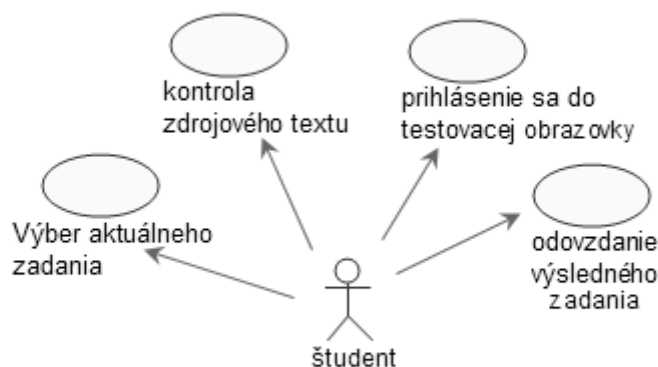 kontrola
zdrojového textu
prihlásenie sa do
testovacej obrazovky
Výber aktuálneho
zadania
odovzdanie
výsledného
zadania
študent